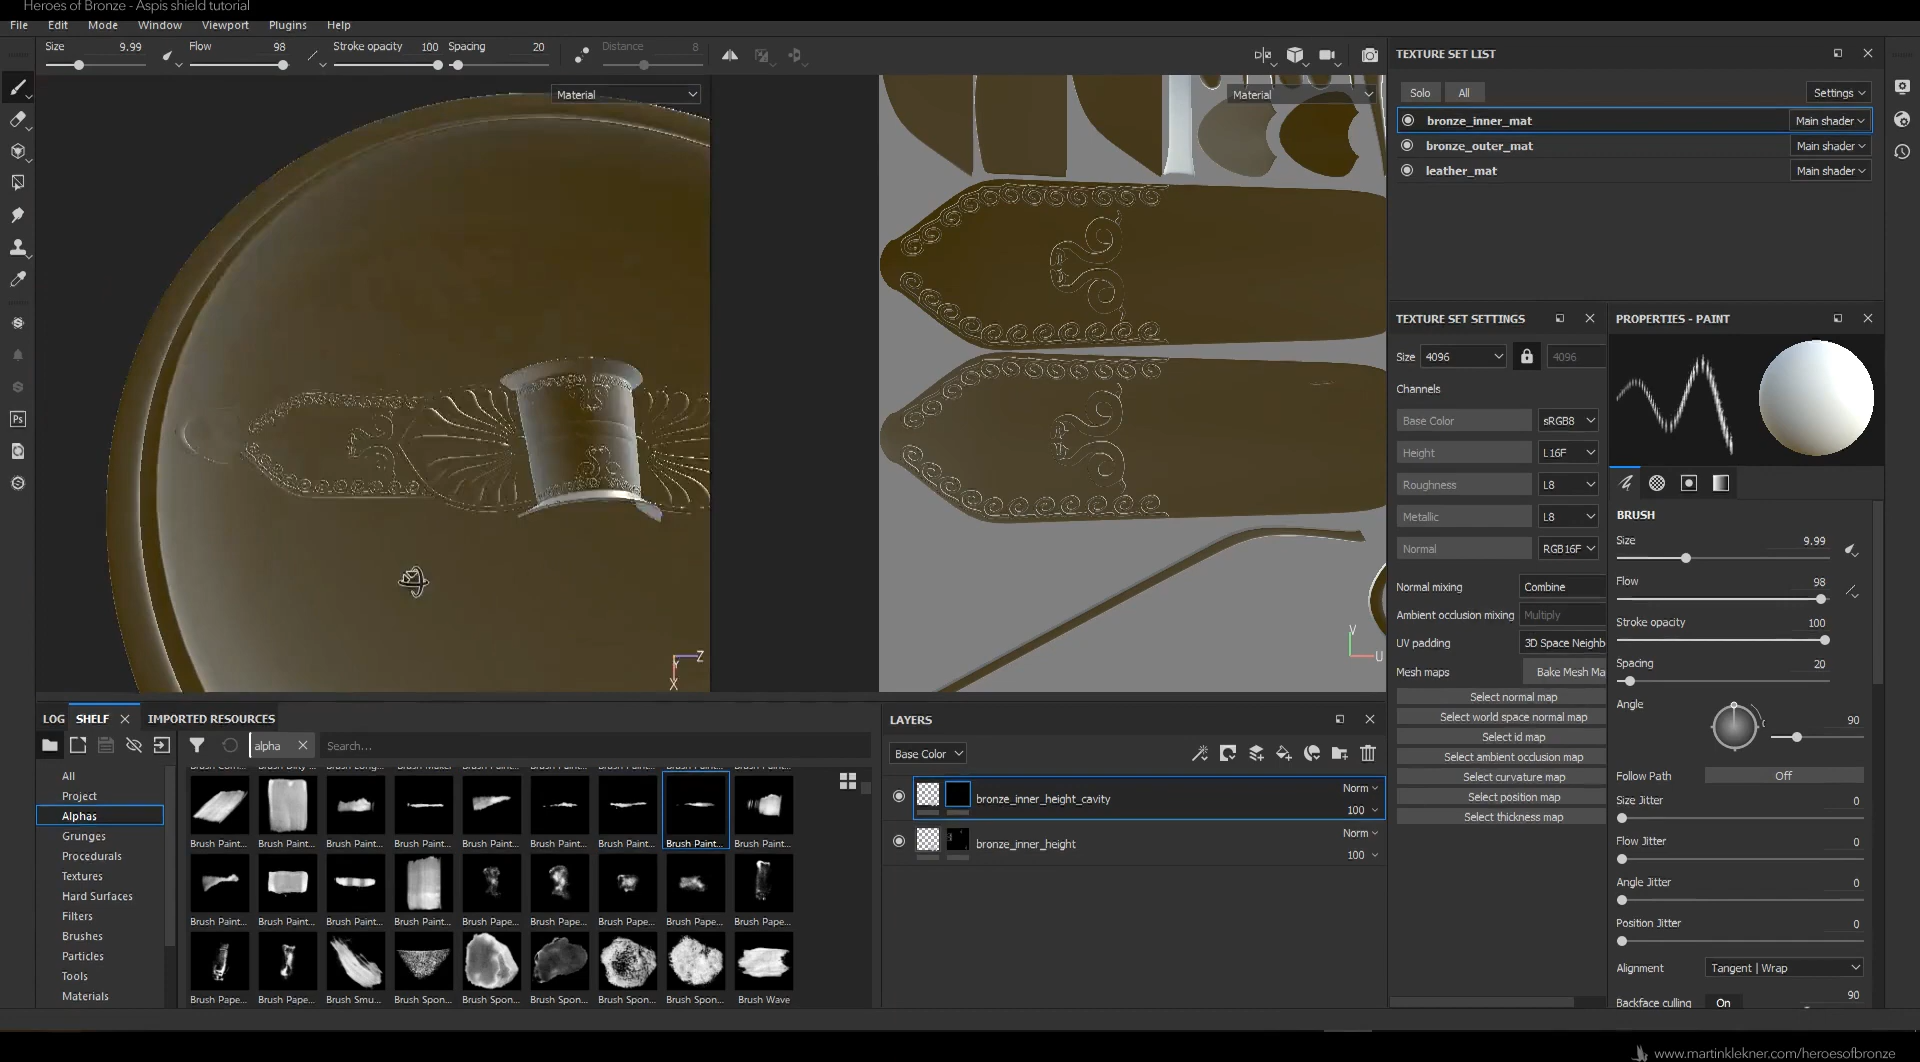 Heroes of Bronze - Aspis shield tutorial
File Edit Mode Window Viewport Plugins Help
Size 9.99 Flow 98 Stroke opacity 100 Spacing 20 Distance 8
Material
Material
TEXTURE SET LIST
Solo All Settings
bronze_inner_mat Main shader
bronze_outer_mat Main shader
leather_mat Main shader
TEXTURE SET SETTINGS
Size 4096 4096
Channels
Base Color sRGB8
Height L16F
Roughness L8
Metallic L8
Normal RGB16F
Normal mixing Combine
Ambient occlusion mixing Multiply
UV padding 3D Space Neighb
Mesh maps Bake Mesh Ma
Select normal map
Select world space normal map
Select id map
Select ambient occlusion map
Select curvature map
Select position map
Select thickness map
PROPERTIES - PAINT
BRUSH
Size 9.99
Flow 98
Stroke opacity 100
Spacing 20
Angle 90
Follow Path Off
Size Jitter 0
Flow Jitter 0
Angle Jitter 0
Position Jitter 0
Alignment Tangent | Wrap
Backface culling On 90
Z
Y
X
V
U
Ps
LOG SHELF IMPORTED RESOURCES
alpha Search...
All
Project
Alphas
Grunges
Procedurals
Textures
Hard Surfaces
Filters
Brushes
Particles
Tools
Materials
Brush Paint... Brush Paint... Brush Paint... Brush Paint... Brush Paint... Brush Paint... Brush Paint... Brush Paint... Brush Paint...
Brush Paint... Brush Paint... Brush Paint... Brush Paint... Brush Pape... Brush Pape... Brush Pape... Brush Pape... Brush Pape...
Brush Pape... Brush Pape... Brush Smu... Brush Spon... Brush Spon... Brush Spon... Brush Spon... Brush Spon... Brush Wave
LAYERS
Base Color
bronze_inner_height_cavity Norm 100
bronze_inner_height Norm 100
www.martinklekner.com/heroesofbronze